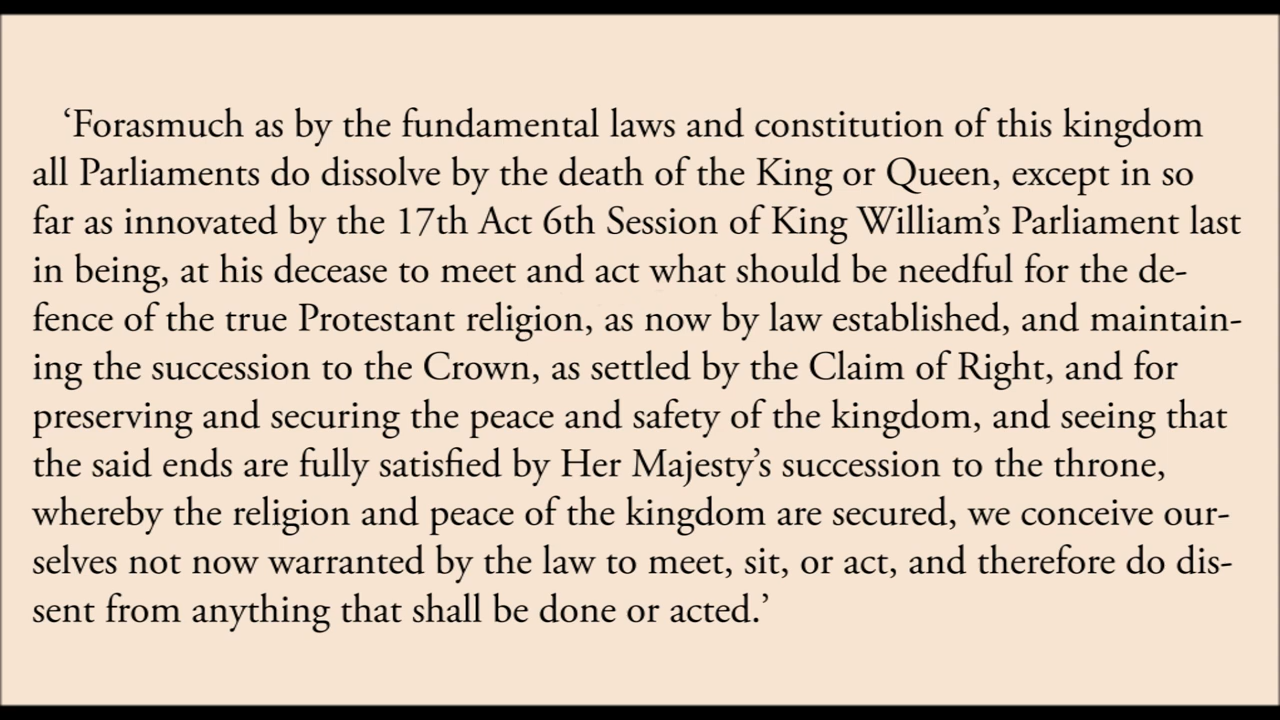 ‘Forasmuch as by the fundamental laws and constitution of this kingdom
all Parliaments do dissolve by the death of the King or Queen, except in so
far as innovated by the 17th Act 6th Session of King William’s Parliament last
in being, at his decease to meet and act what should be needful for the de-
fence of the true Protestant religion, as now by law established, and maintain-
ing the succession to the Crown, as settled by the Claim of Right, and for
preserving and securing the peace and safety of the kingdom, and seeing that
the said ends are fully satisfied by Her Majesty’s succession to the throne,
whereby the religion and peace of the kingdom are secured, we conceive our-
selves not now warranted by the law to meet, sit, or act, and therefore do dis-
sent from anything that shall be done or acted.’